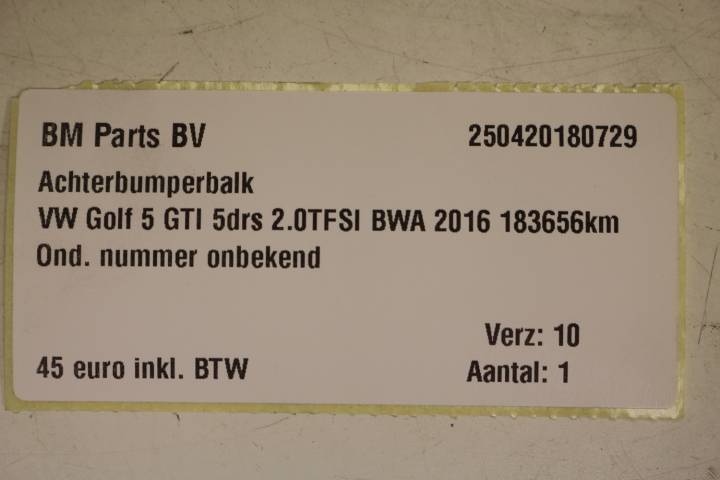 BM Parts BV 250420180729
Achterbumperbalk
VW Golf 5 GTI 5drs 2.0TFSI BWA 2016 183656km
Ond. nummer onbekend
Verz: 10
45 euro inkl. BTW Aantal: 1